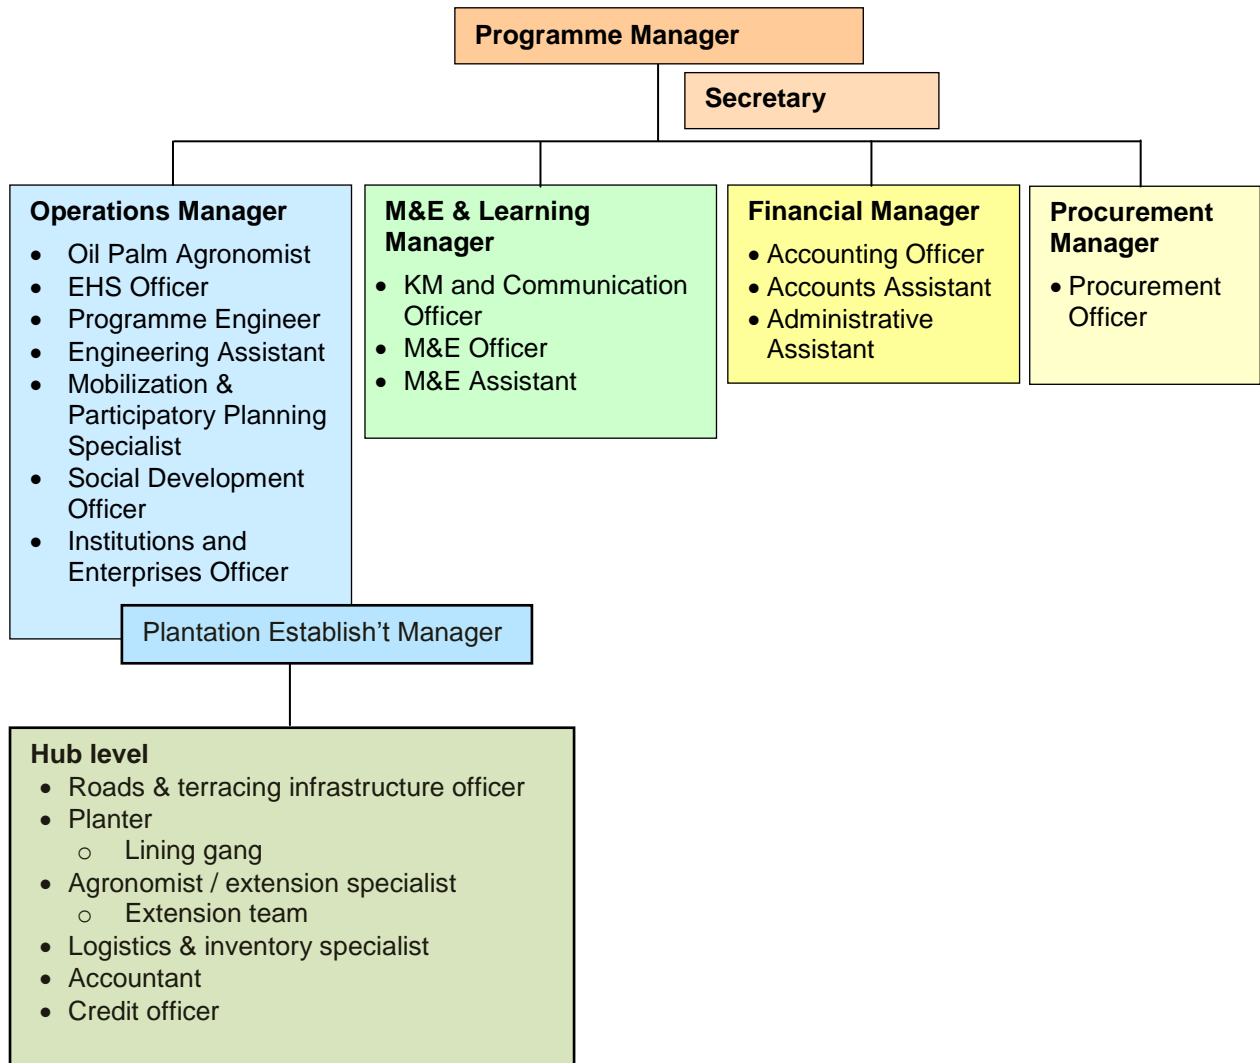 Programme Manager
Secretary
Operations Manager
• Oil Palm Agronomist
• EHS Officer
• Programme Engineer
• Engineering Assistant
• Mobilization &
Participatory Planning
Specialist
• Social Development
Officer
• Institutions and
Enterprises Officer
M&E & Learning
Manager
• KM and Communication
Officer
• M&E Officer
• M&E Assistant
Financial Manager
• Accounting Officer
• Accounts Assistant
• Administrative
Assistant
Procurement
Manager
• Procurement
Officer
Plantation Establish’t Manager
Hub level
• Roads & terracing infrastructure officer
• Planter
o Lining gang
• Agronomist / extension specialist
o Extension team
• Logistics & inventory specialist
• Accountant
• Credit officer